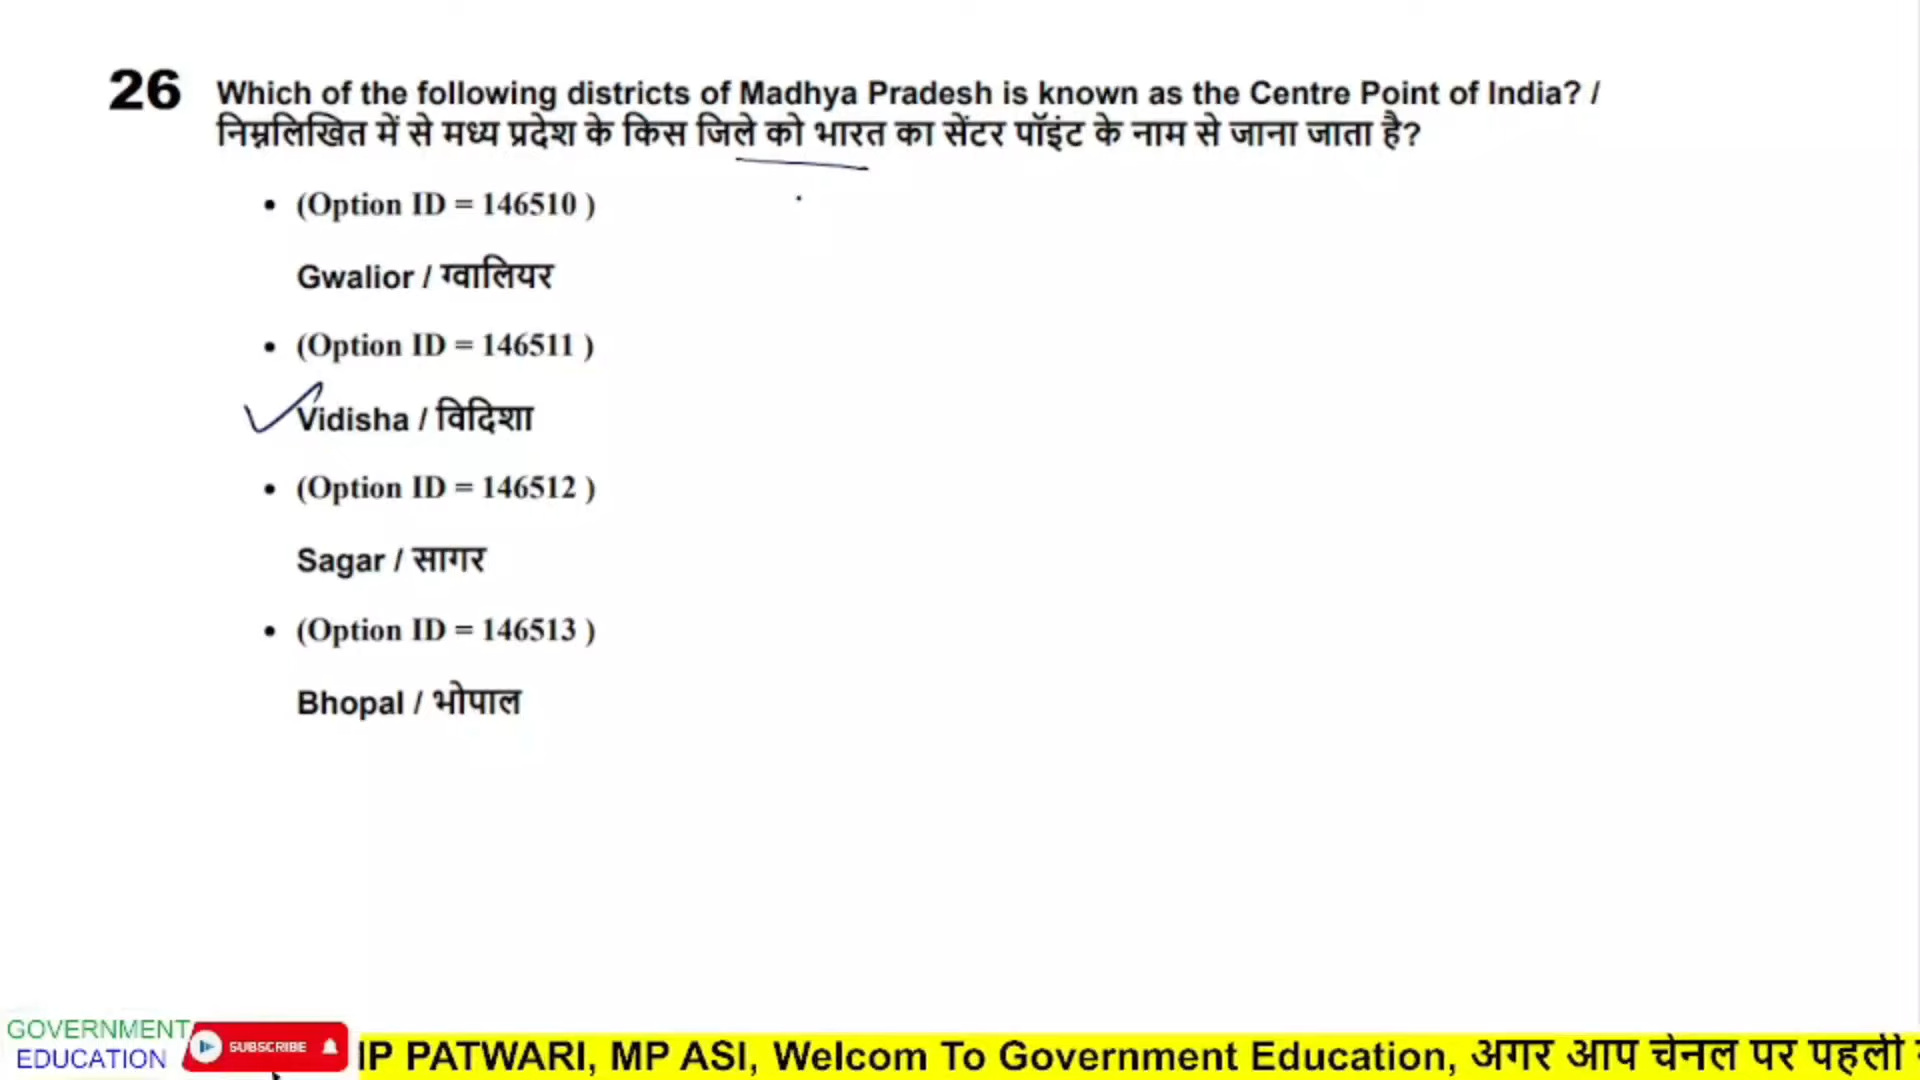 26 Which of the following districts of Madhya Pradesh is known as the Centre Point of India? /
निम्नलिखित में से मध्य प्रदेश के किस जिले को भारत का सेंटर पॉइंट के नाम से जाना जाता है?
• (Option ID = 146510 )
Gwalior / ग्वालियर
• (Option ID = 146511 )
Vidisha / विदिशा
• (Option ID = 146512 )
Sagar / सागर
• (Option ID = 146513 )
Bhopal / भोपाल
GOVERNMENT
EDUCATION
SUBSCRIBE
IP PATWARI, MP ASI, Welcom To Government Education, अगर आप चेनल पर पहली